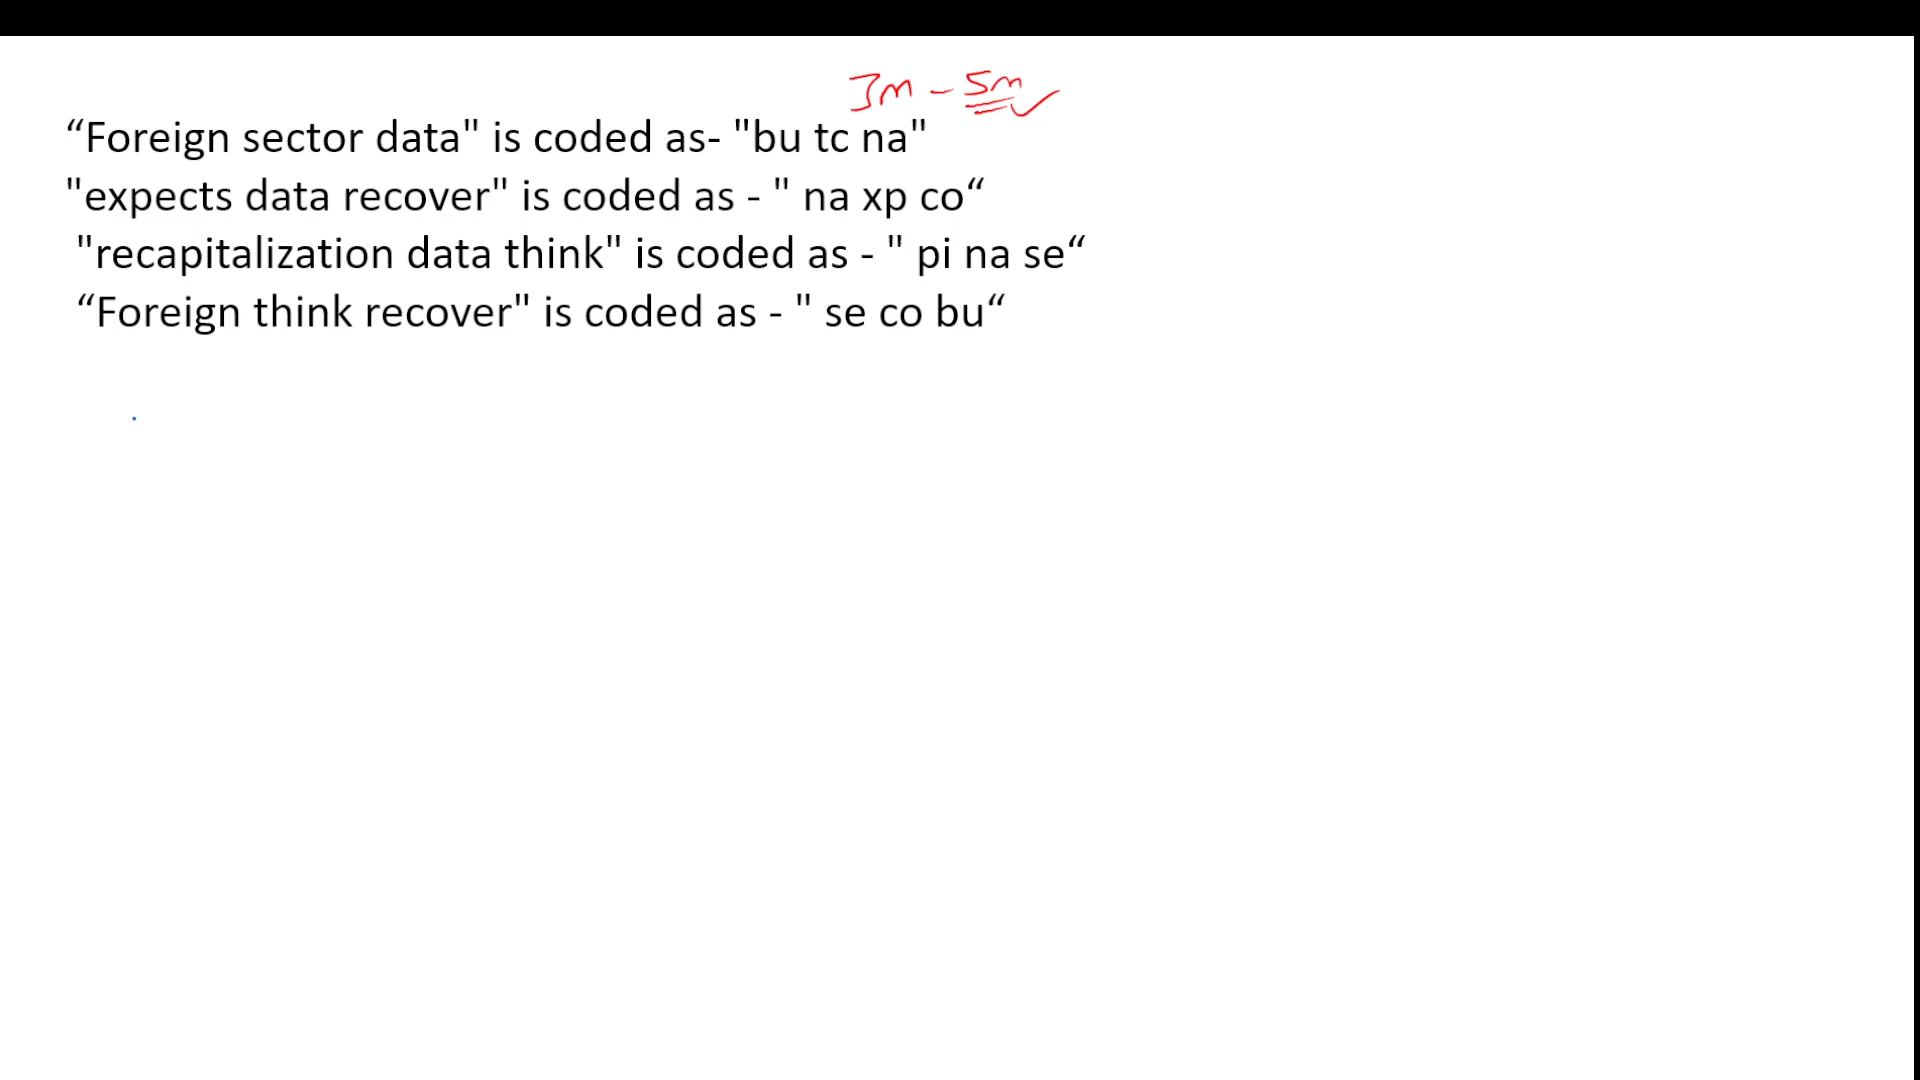 3m - 5m
“Foreign sector data" is coded as- "bu tc na"
"expects data recover" is coded as - " na xp co“
"recapitalization data think" is coded as - " pi na se“
“Foreign think recover" is coded as - " se co bu“